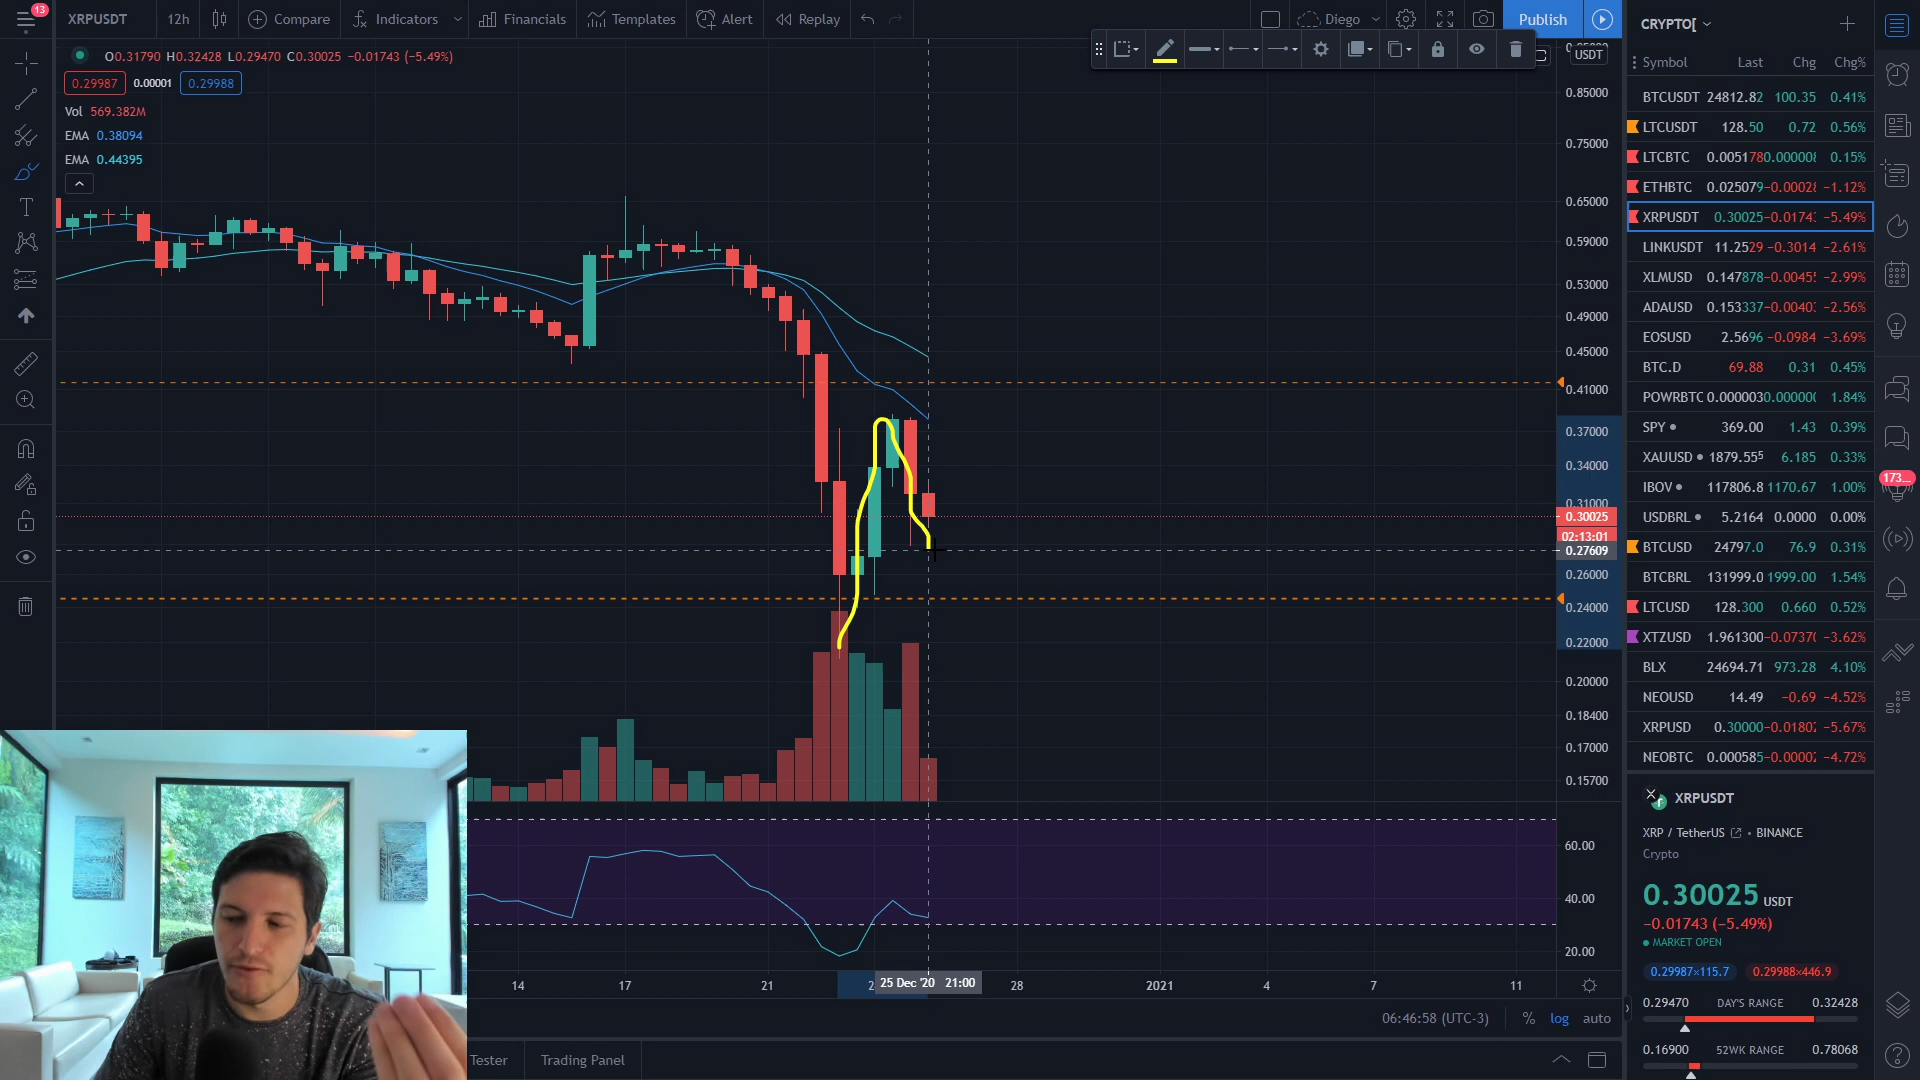 13
XRPUSDT 12h Compare Indicators Financials Templates Alert Replay Diego Publish
O0.31790 H0.32428 L0.29470 C0.30025 −0.01743 (−5.49%)
0.29987 0.00001 0.29988
Vol 569.382M
EMA 0.38094
EMA 0.44395
USDT
0.85000
0.75000
0.65000
0.59000
0.53000
0.49000
0.45000
0.41000
0.37000
0.34000
0.31000
0.30025
02:13:01
0.27609
0.26000
0.24000
0.22000
0.20000
0.18400
0.17000
0.15700
60.00
40.00
20.00
14 17 21 2 25 Dec '20 21:00 28 2021 4 7 11
06:46:58 (UTC-3) % log auto
Tester Trading Panel
CRYPTO[
Symbol Last Chg Chg%
BTCUSDT 24812.82 100.35 0.41%
LTCUSDT 128.50 0.72 0.56%
LTCBTC 0.005178 0.000008 0.15%
ETHBTC 0.025079 −0.00028 −1.12%
XRPUSDT 0.30025 −0.01743 −5.49%
LINKUSDT 11.2529 −0.3014 −2.61%
XLMUSD 0.147878 −0.00455 −2.99%
ADAUSD 0.153337 −0.00403 −2.56%
EOSUSD 2.5696 −0.0984 −3.69%
BTC.D 69.88 0.31 0.45%
POWRBTC 0.000003 0.000000 1.84%
SPY 369.00 1.43 0.39%
XAUUSD 1879.555 6.185 0.33%
IBOV 117806.8 1170.67 1.00%
USDBRL 5.2164 0.0000 0.00%
BTCUSD 24797.0 76.9 0.31%
BTCBRL 131999.0 1999.00 1.54%
LTCUSD 128.300 0.660 0.52%
XTZUSD 1.961300 −0.0737 −3.62%
BLX 24694.71 973.28 4.10%
NEOUSD 14.49 −0.69 −4.52%
XRPUSD 0.30000 −0.01802 −5.67%
NEOBTC 0.000585 −0.00002 −4.72%
XRPUSDT
XRP / TetherUS • BINANCE
Crypto
0.30025 USDT
−0.01743 (−5.49%)
MARKET OPEN
0.29987×115.7 0.29988×446.9
0.29470 DAY'S RANGE 0.32428
0.16900 52WK RANGE 0.78068
173...